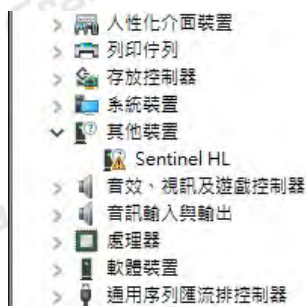 人性化介面裝置
列印佇列
存放控制器
系統裝置
其他裝置
Sentinel HL
音效、視訊及遊戲控制器
音訊輸入與輸出
處理器
軟體裝置
通用序列匯流排控制器